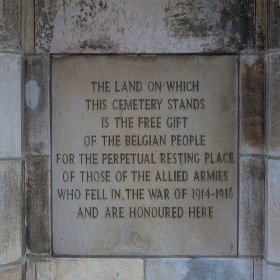 THE LAND ON WHICH
THIS CEMETERY STANDS
IS THE FREE GIFT
OF THE BELGIAN PEOPLE
FOR THE PERPETUAL RESTING PLACE
OF THOSE OF THE ALLIED ARMIES
WHO FELL IN THE WAR OF 1914-1918
AND ARE HONOURED HERE